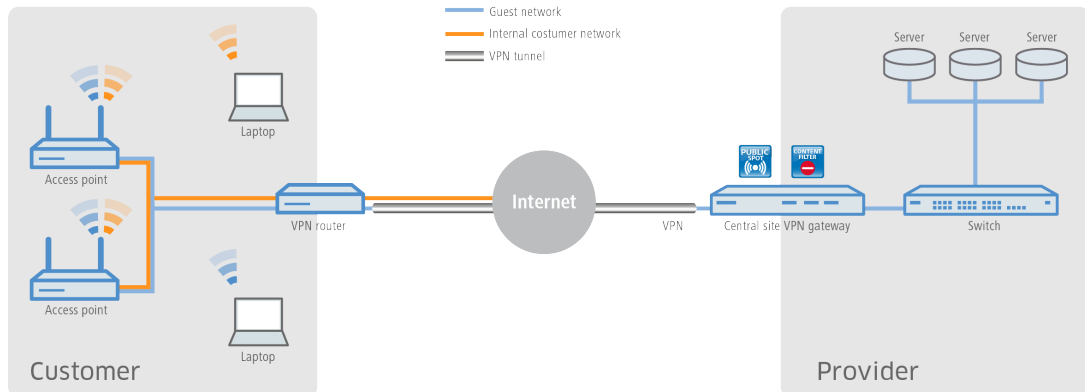 Guest network
Internal costumer network
VPN tunnel
Laptop
Access point
Access point
Laptop
Customer
VPN router
Internet
VPN
PUBLIC
SPOT
CONTENT
FILTER
Central site VPN gateway
Server
Server
Server
Switch
Provider